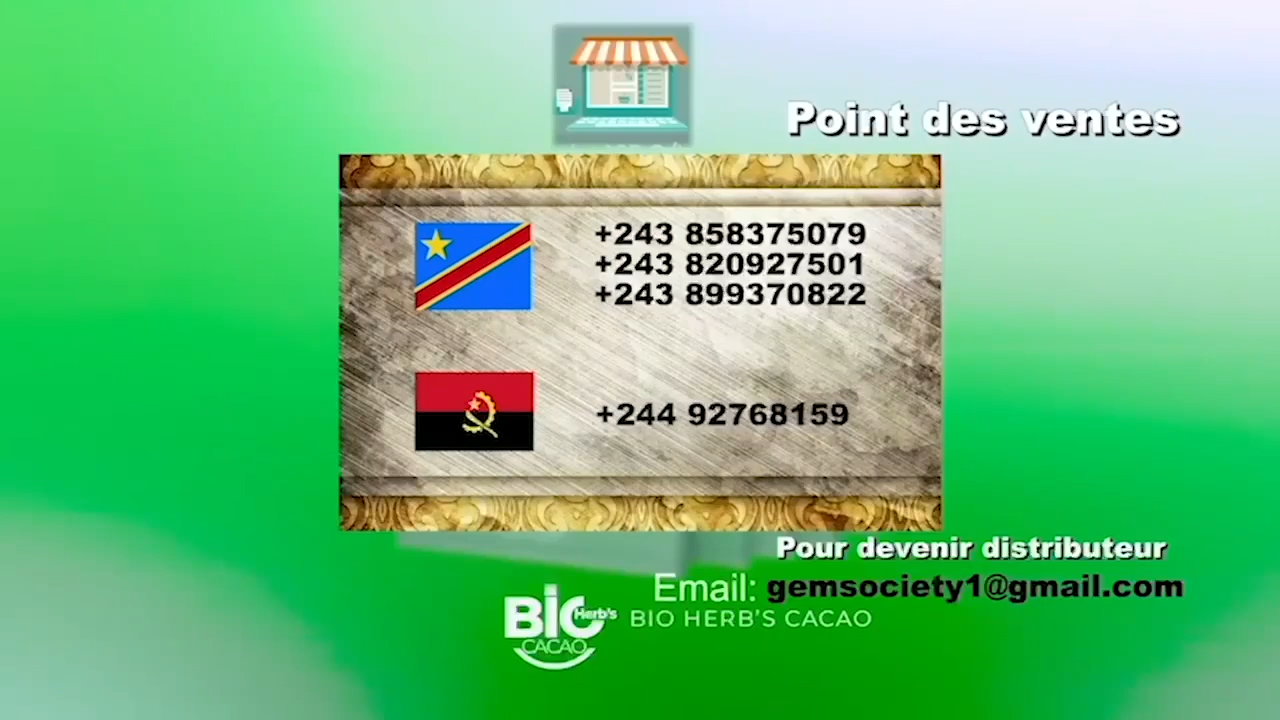 Point des ventes
+243 858375079
+243 820927501
+243 899370822
+244 92768159
Pour devenir distributeur
Email: gemsociety1@gmail.com
BIO Herb's
CACAO
BIO HERB'S CACAO